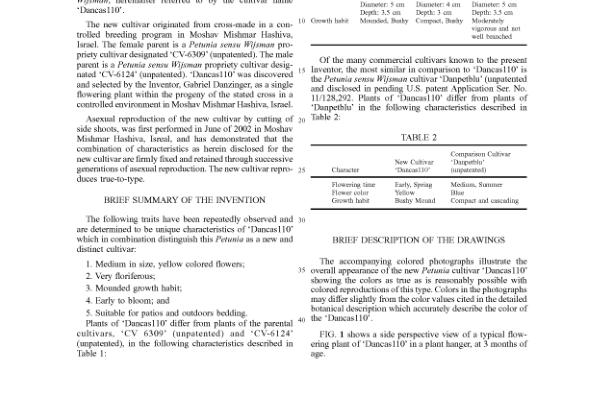 Wijsman, hereinafter referred to by the cultivar name
'Dancas110'.
The new cultivar originated from cross-made in a con-
trolled breeding program in Moshav Mishmar Hashiva,
Israel. The female parent is a Petunia sensu Wijsman pro-
priety cultivar designated 'CV-6309' (unpatented). The male
parent is a Petunia sensu Wijsman propriety cultivar desig-
nated 'CV-6124' (unpatented). 'Dancas110' was discovered
and selected by the Inventor, Gabriel Danzinger, as a single
flowering plant within the progeny of the stated cross in a
controlled environment in Moshav Mishmar Hashiva, Israel.
Asexual reproduction of the new cultivar by cutting of
side shoots, was first performed in June of 2002 in Moshav
Mishmar Hashiva, Isreal, and has demonstrated that the
combination of characteristics as herein disclosed for the
new cultivar are firmly fixed and retained through successive
generations of asexual reproduction. The new cultivar repro-
duces true-to-type.
BRIEF SUMMARY OF THE INVENTION
The following traits have been repeatedly observed and
are determined to be unique characteristics of 'Dancas110'
which in combination distinguish this Petunia as a new and
distinct cultivar:
1. Medium in size, yellow colored flowers;
2. Very floriferous;
3. Mounded growth habit;
4. Early to bloom; and
5. Suitable for patios and outdoors bedding.
Plants of 'Dancas110' differ from plants of the parental
cultivars, 'CV 6309' (unpatented) and 'CV-6124'
(unpatented), in the following characteristics described in
Table 1:
10
15
20
25
30
35
40
Diameter: 5 cm Diameter: 4 cm Diameter: 5 cm
Depth: 3.5 cm Depth: 3 cm Depth: 3.5 cm
Growth habit Mounded, Bushy Compact, Bushy Moderately
vigorous and not
well branched
Of the many commercial cultivars known to the present
Inventor, the most similar in comparison to 'Dancas110' is
the Petunia sensu Wijsman cultivar 'Danpetblu' (unpatented
and disclosed in pending U.S. patent Application Ser. No.
11/128,292. Plants of 'Dancas110' differ from plants of
'Danpetblu' in the following characteristics described in
Table 2:
TABLE 2
Comparison Cultivar
New Cultivar 'Danpetblu'
Character 'Dancas110' (unpatented)
Flowering time Early, Spring Medium, Summer
Flower color Yellow Blue
Growth habit Bushy Mound Compact and cascading
BRIEF DESCRIPTION OF THE DRAWINGS
The accompanying colored photographs illustrate the
overall appearance of the new Petunia cultivar 'Dancas110'
showing the colors as true as is reasonably possible with
colored reproductions of this type. Colors in the photographs
may differ slightly from the color values cited in the detailed
botanical description which accurately describe the color of
the 'Dancas110'.
FIG. 1 shows a side perspective view of a typical flow-
ering plant of 'Dancas110' in a plant hanger, at 3 months of
age.